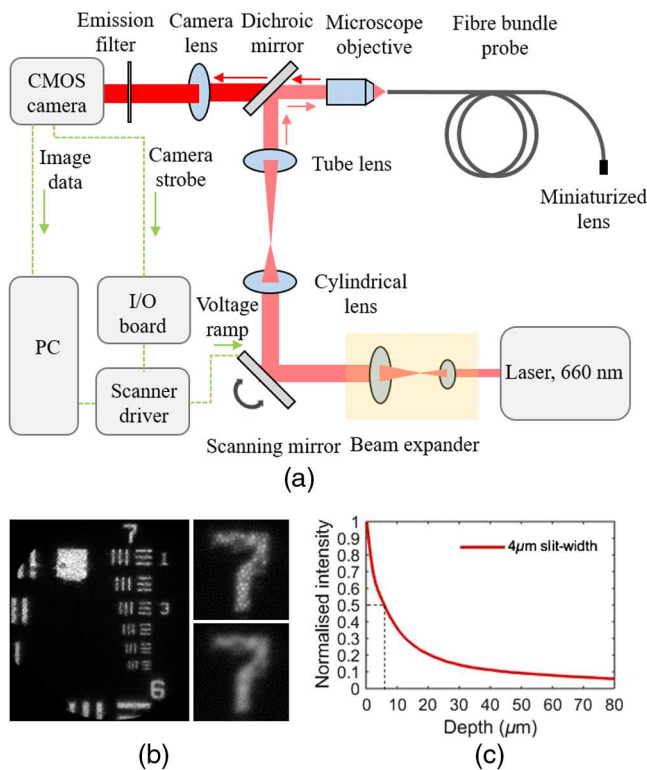 Emission
filter
Camera
lens
Dichroic
mirror
Microscope
objective
Fibre bundle
probe
CMOS
camera
Image
data
Camera
strobe
Tube lens
Miniaturized
lens
Cylindrical
lens
PC
I/O
board
Voltage
ramp
Scanner
driver
Laser, 660 nm
Scanning mirror
Beam expander
(a)
7
1
3
6
7
7
(b)
Normalised intensity
1
0.9
0.8
0.7
0.6
0.5
0.4
0.3
0.2
0.1
0
4μm slit-width
0 10 20 30 40 50 60 70 80
Depth (μm)
(c)